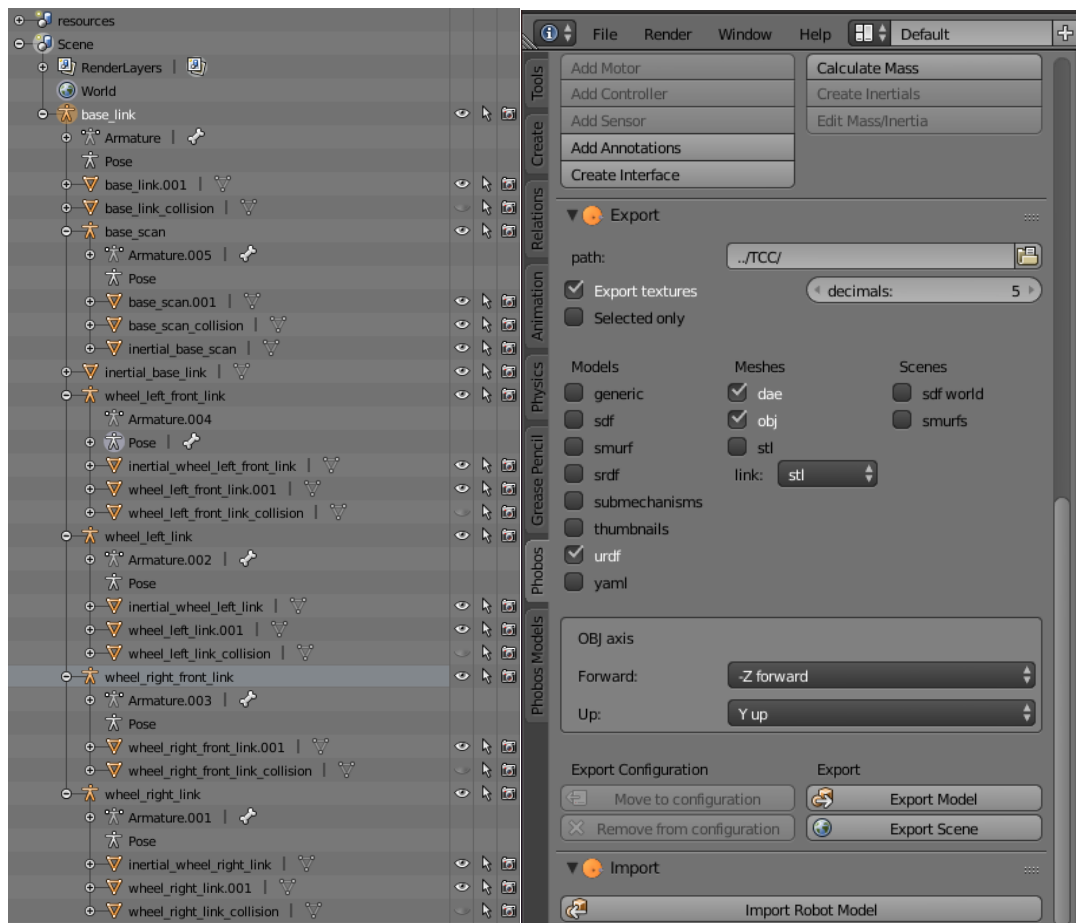 resources
Scene
RenderLayers |
World
base_link
Armature |
Pose
base_link.001 |
base_link_collision |
base_scan
Armature.005 |
Pose
base_scan.001 |
base_scan_collision |
inertial_base_scan |
inertial_base_link |
wheel_left_front_link
Armature.004
Pose |
inertial_wheel_left_front_link |
wheel_left_front_link.001 |
wheel_left_front_link_collision |
wheel_left_link
Armature.002 |
Pose
inertial_wheel_left_link |
wheel_left_link.001 |
wheel_left_link_collision |
wheel_right_front_link
Armature.003 |
Pose
wheel_right_front_link.001 |
wheel_right_front_link_collision |
wheel_right_link
Armature.001 |
Pose
inertial_wheel_right_link |
wheel_right_link.001 |
wheel_right_link_collision |
File Render Window Help Default
Tools
Create
Relations
Animation
Physics
Grease Pencil
Phobos
Phobos Models
Add Motor Calculate Mass
Add Controller Create Inertials
Add Sensor Edit Mass/Inertia
Add Annotations
Create Interface
Export
path: ../TCC/
Export textures decimals: 5
Selected only
Models Meshes Scenes
generic dae sdf world
sdf obj smurfs
smurf stl
srdf link: stl
submechanisms
thumbnails
urdf
yaml
OBJ axis
Forward: -Z forward
Up: Y up
Export Configuration Export
Move to configuration Export Model
Remove from configuration Export Scene
Import
Import Robot Model